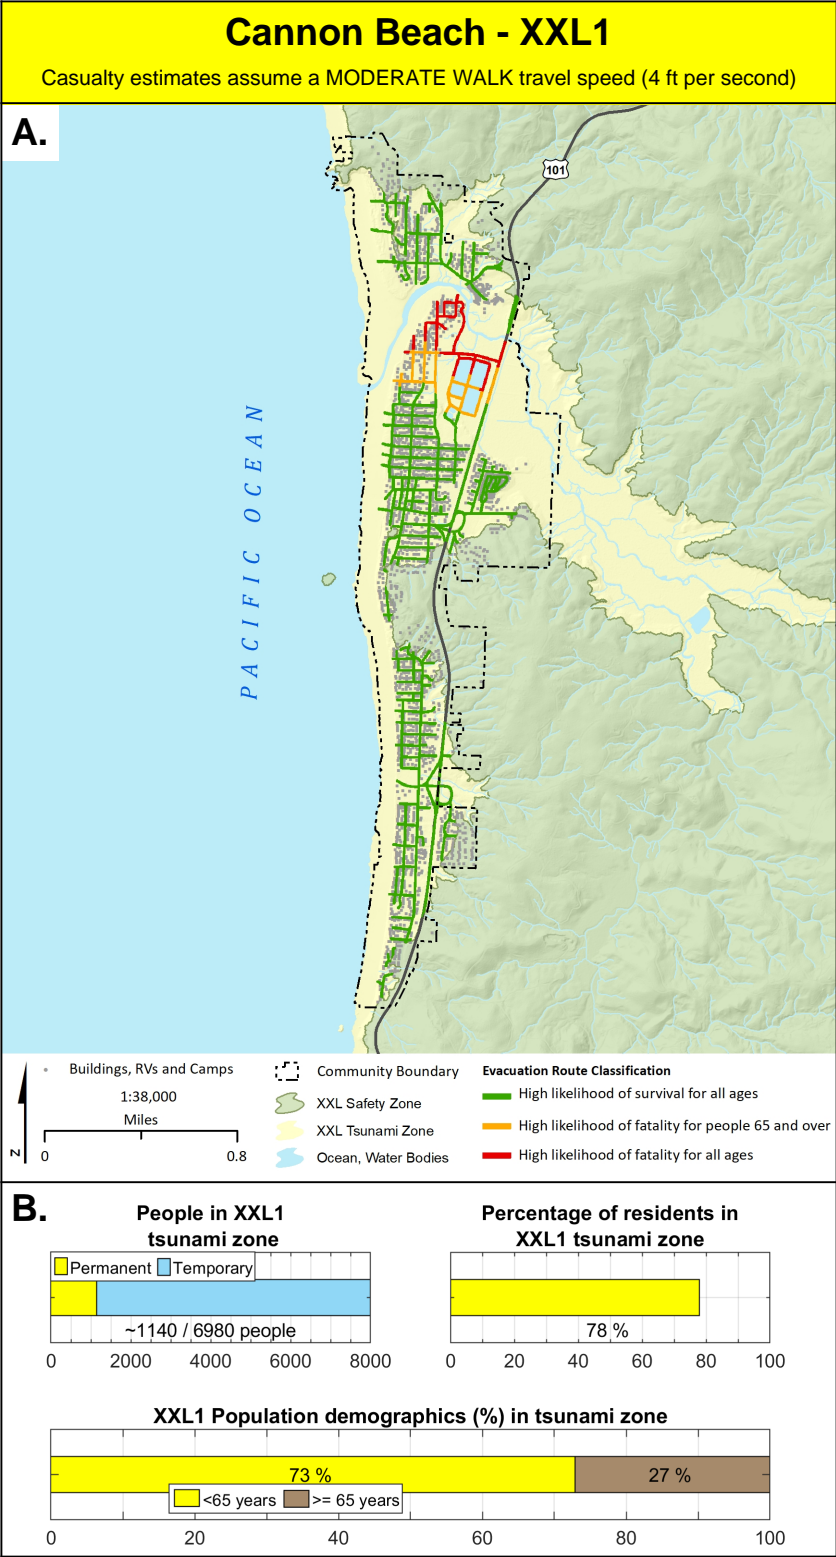 Cannon Beach - XXL1
Casualty estimates assume a MODERATE WALK travel speed (4 ft per second)
A.
101
PACIFIC OCEAN
Buildings, RVs and Camps
1:38,000
Miles
0 0.8
N
Community Boundary
XXL Safety Zone
XXL Tsunami Zone
Ocean, Water Bodies
Evacuation Route Classification
High likelihood of survival for all ages
High likelihood of fatality for people 65 and over
High likelihood of fatality for all ages
B.
People in XXL1
tsunami zone
Permanent Temporary
~1140 / 6980 people
0 2000 4000 6000 8000
Percentage of residents in
XXL1 tsunami zone
78 %
0 20 40 60 80 100
XXL1 Population demographics (%) in tsunami zone
73 % 27 %
<65 years >= 65 years
0 20 40 60 80 100